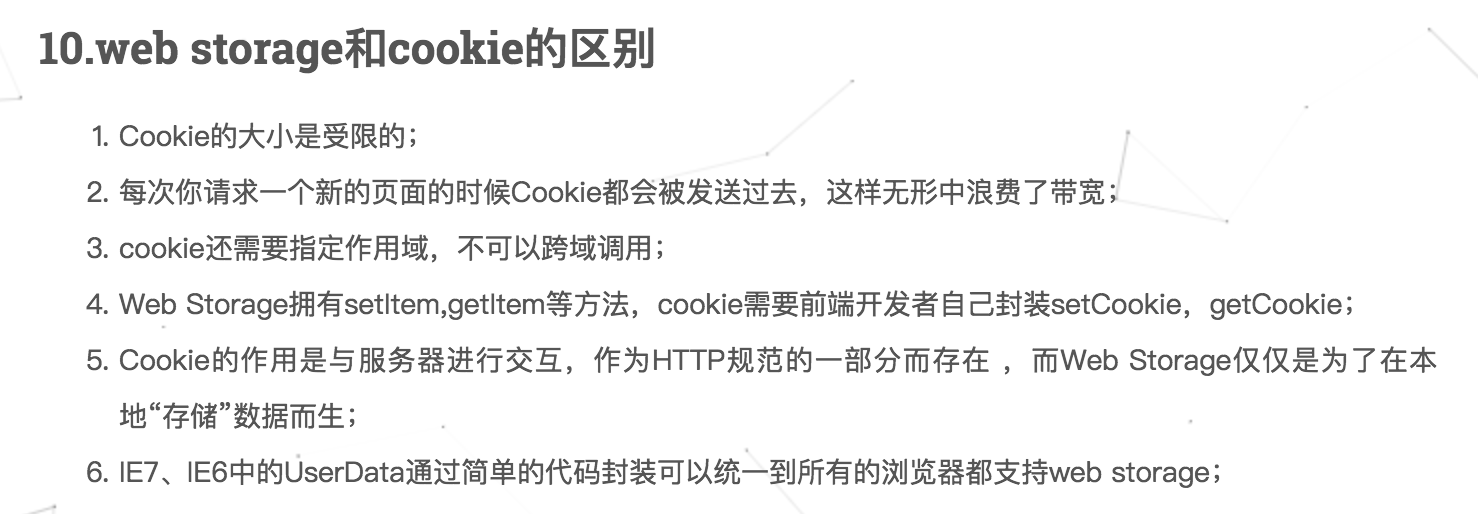 10.web storage和cookie的区别
1. Cookie的大小是受限的；
2. 每次你请求一个新的页面的时候Cookie都会被发送过去，这样无形中浪费了带宽；
3. cookie还需要指定作用域，不可以跨域调用；
4. Web Storage拥有setItem,getItem等方法，cookie需要前端开发者自己封装setCookie，getCookie；
5. Cookie的作用是与服务器进行交互，作为HTTP规范的一部分而存在 ，而Web Storage仅仅是为了在本
地“存储”数据而生；
6. IE7、IE6中的UserData通过简单的代码封装可以统一到所有的浏览器都支持web storage；